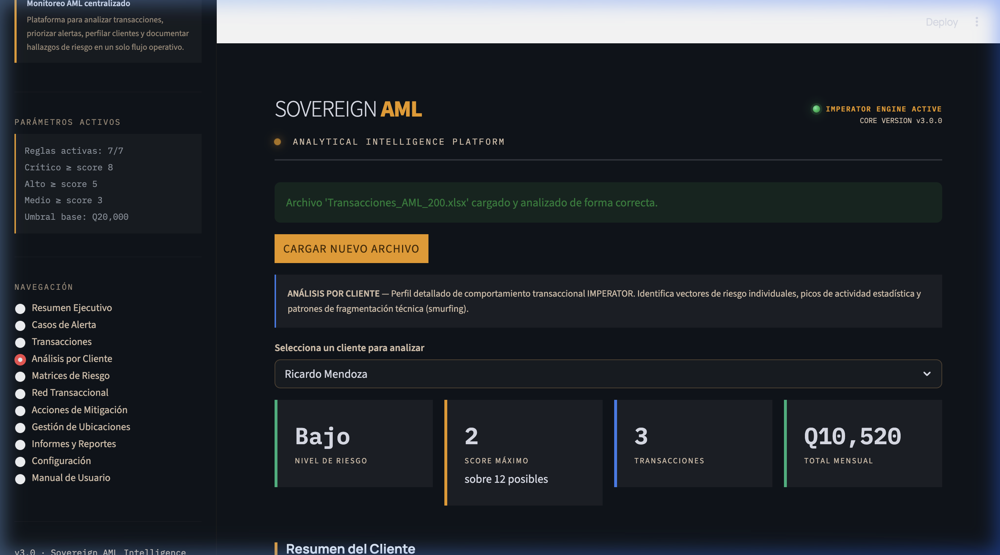 Monitoreo AML centralizado
Plataforma para analizar transacciones,
priorizar alertas, perfilar clientes y documentar
hallazgos de riesgo en un solo flujo operativo.
PARÁMETROS ACTIVOS
Reglas activas: 7/7
Crítico ≥ score 8
Alto ≥ score 5
Medio ≥ score 3
Umbral base: Q20,000
NAVEGACIÓN
Resumen Ejecutivo
Casos de Alerta
Transacciones
Análisis por Cliente
Matrices de Riesgo
Red Transaccional
Acciones de Mitigación
Gestión de Ubicaciones
Informes y Reportes
Configuración
Manual de Usuario
v3.0 · Sovereign AML Intelligence
Deploy
SOVEREIGN AML
IMPERATOR ENGINE ACTIVE
CORE VERSION v3.0.0
ANALYTICAL INTELLIGENCE PLATFORM
Archivo 'Transacciones_AML_200.xlsx' cargado y analizado de forma correcta.
CARGAR NUEVO ARCHIVO
ANÁLISIS POR CLIENTE — Perfil detallado de comportamiento transaccional IMPERATOR. Identifica vectores de riesgo individuales, picos de actividad estadística y
patrones de fragmentación técnica (smurfing).
Selecciona un cliente para analizar
Ricardo Mendoza
Bajo
NIVEL DE RIESGO
2
SCORE MÁXIMO
sobre 12 posibles
3
TRANSACCIONES
Q10,520
TOTAL MENSUAL
Resumen del Cliente